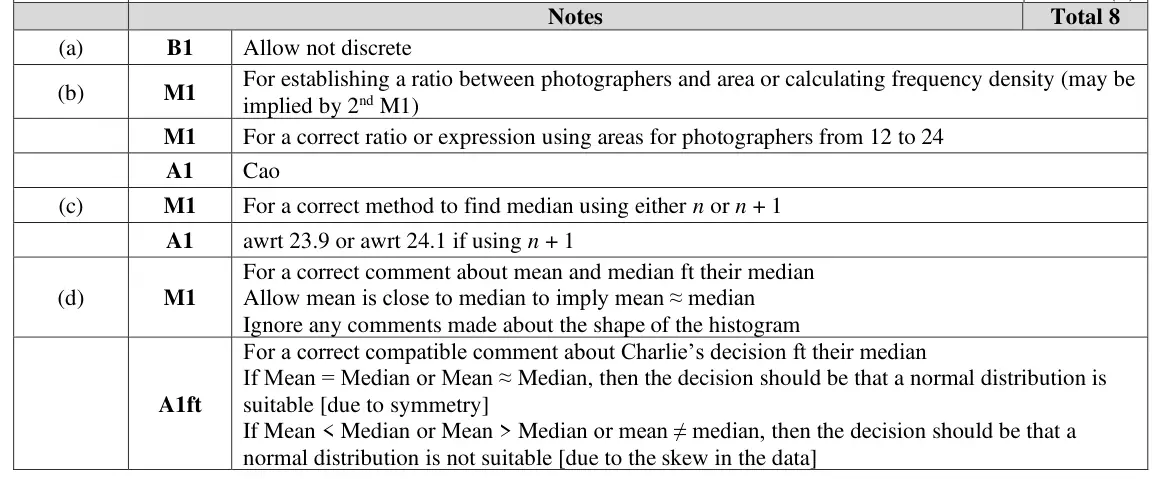 Notes Total 8
(a) B1 Allow not discrete
(b) M1 For establishing a ratio between photographers and area or calculating frequency density (may be
implied by 2nd M1)
M1 For a correct ratio or expression using areas for photographers from 12 to 24
A1 Cao
(c) M1 For a correct method to find median using either n or n + 1
A1 awrt 23.9 or awrt 24.1 if using n + 1
(d) M1 For a correct comment about mean and median ft their median
Allow mean is close to median to imply mean ≈ median
Ignore any comments made about the shape of the histogram
A1ft For a correct compatible comment about Charlie’s decision ft their median
If Mean = Median or Mean ≈ Median, then the decision should be that a normal distribution is
suitable [due to symmetry]
If Mean < Median or Mean > Median or mean ≠ median, then the decision should be that a
normal distribution is not suitable [due to the skew in the data]